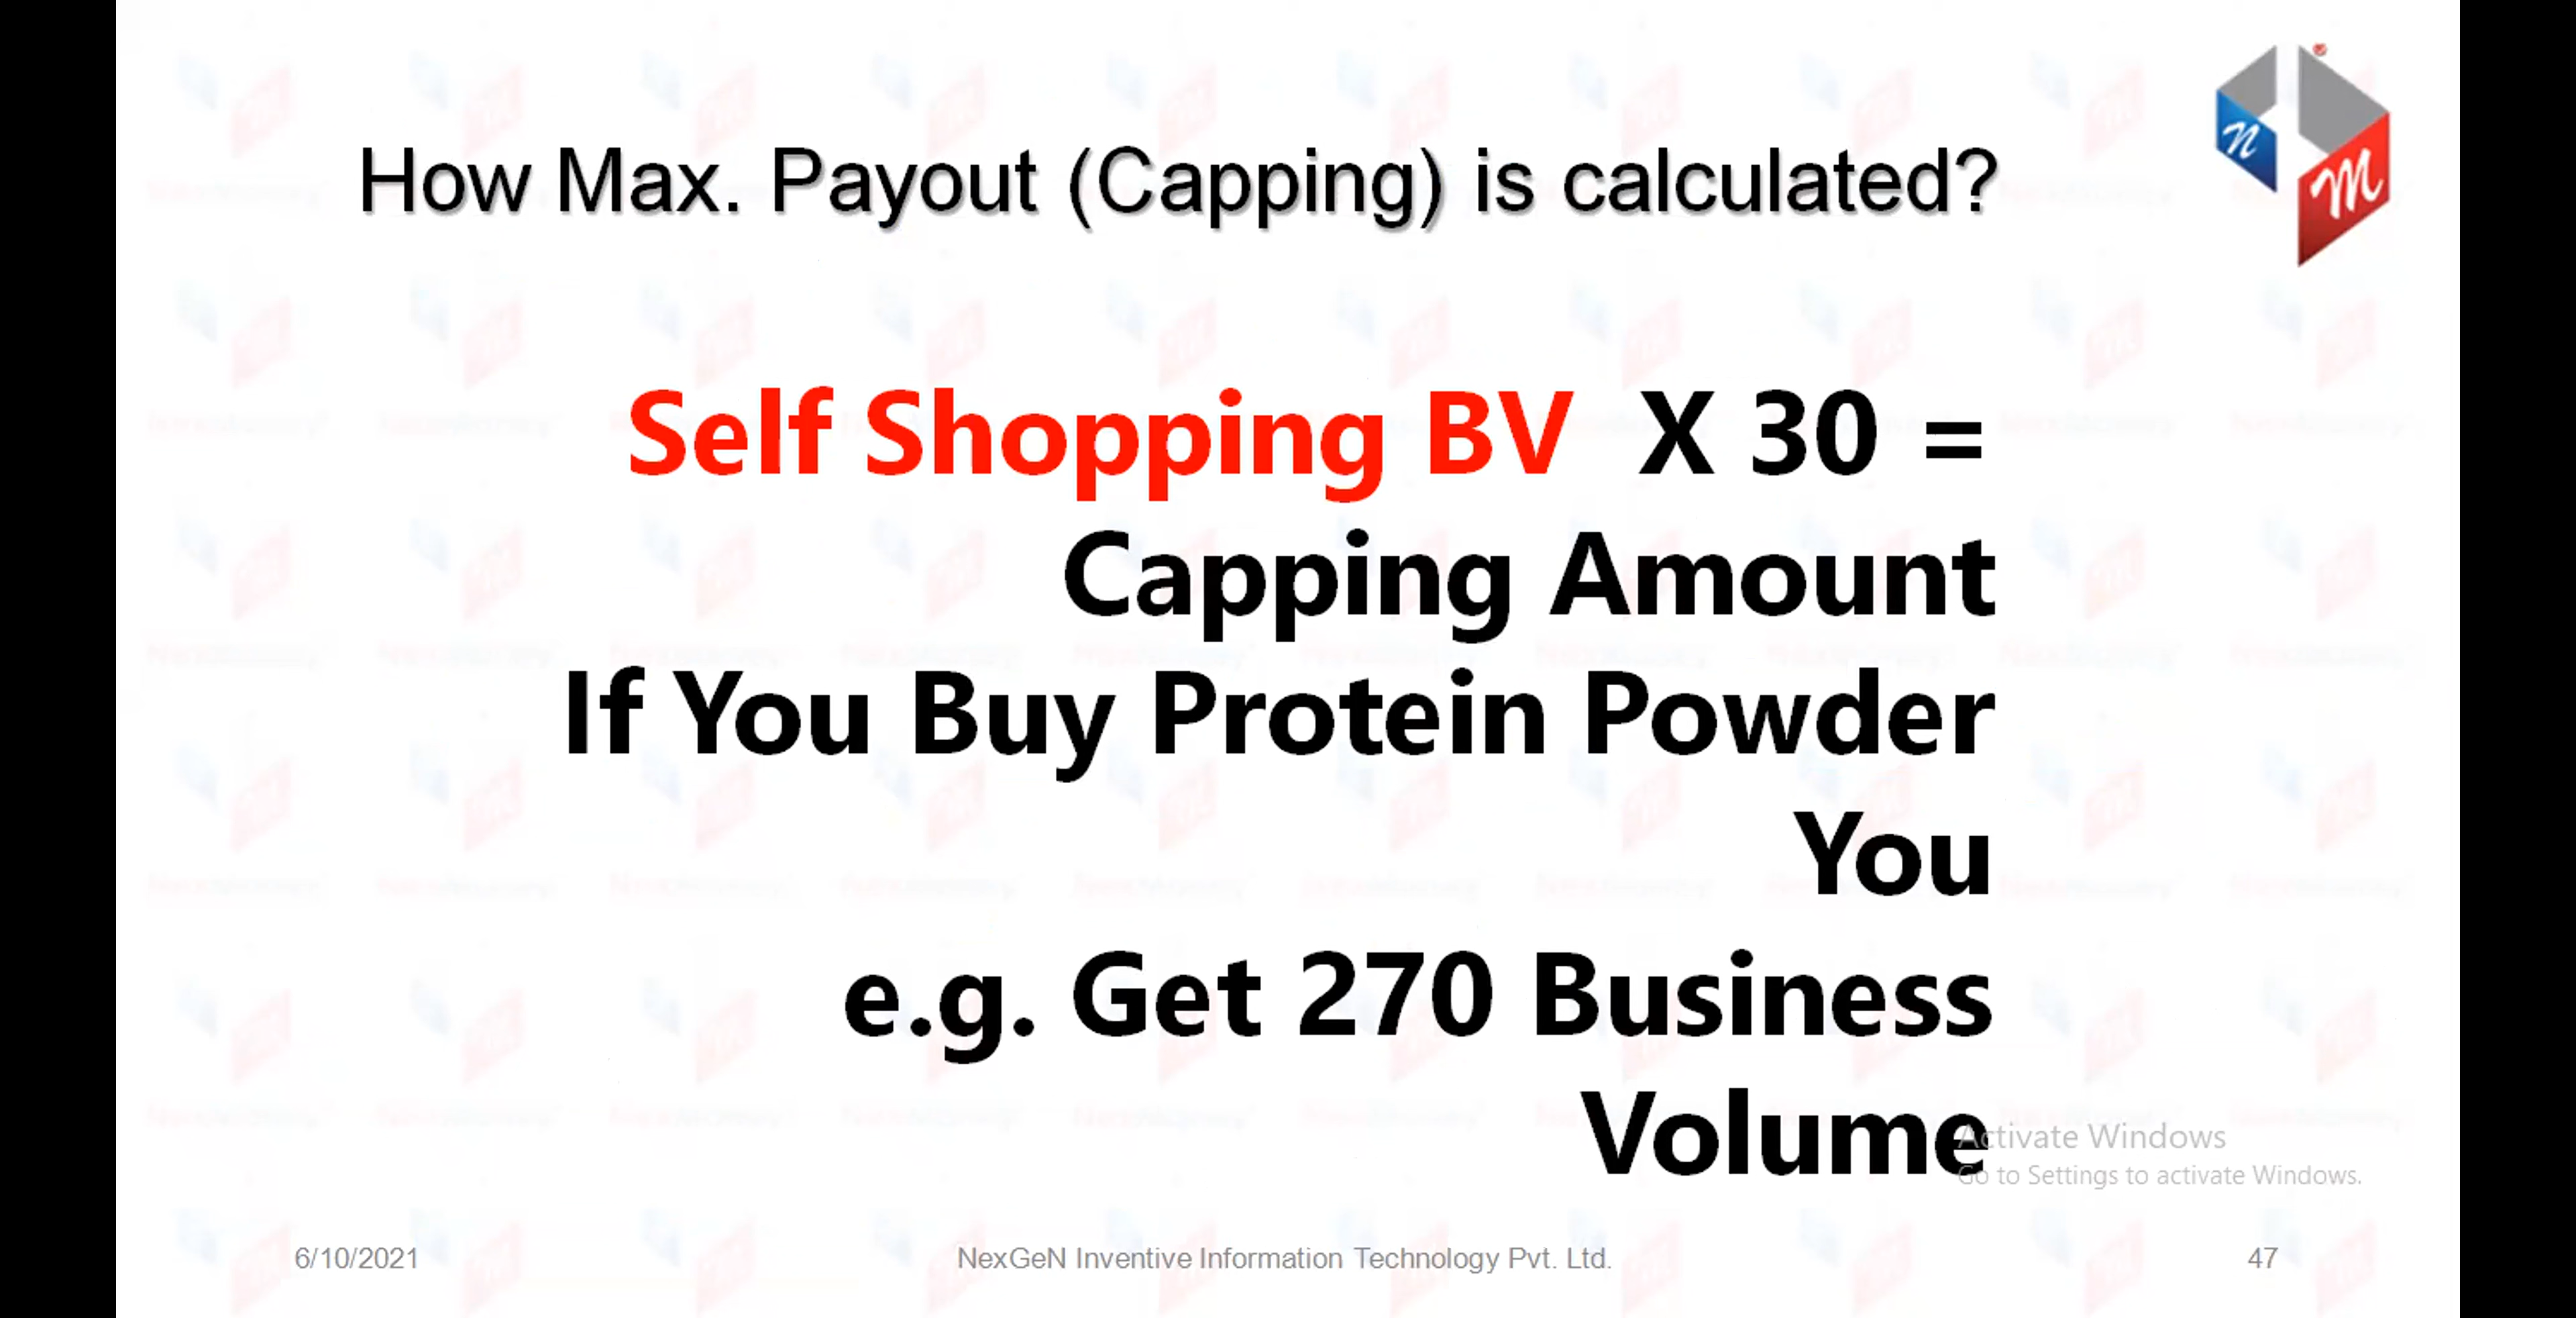 How Max. Payout (Capping) is calculated?
Self Shopping BV X 30 =
Capping Amount
If You Buy Protein Powder
You
e.g. Get 270 Business
Volume
Activate Windows
Go to Settings to activate Windows.
6/10/2021
NexGeN Inventive Information Technology Pvt. Ltd.
47